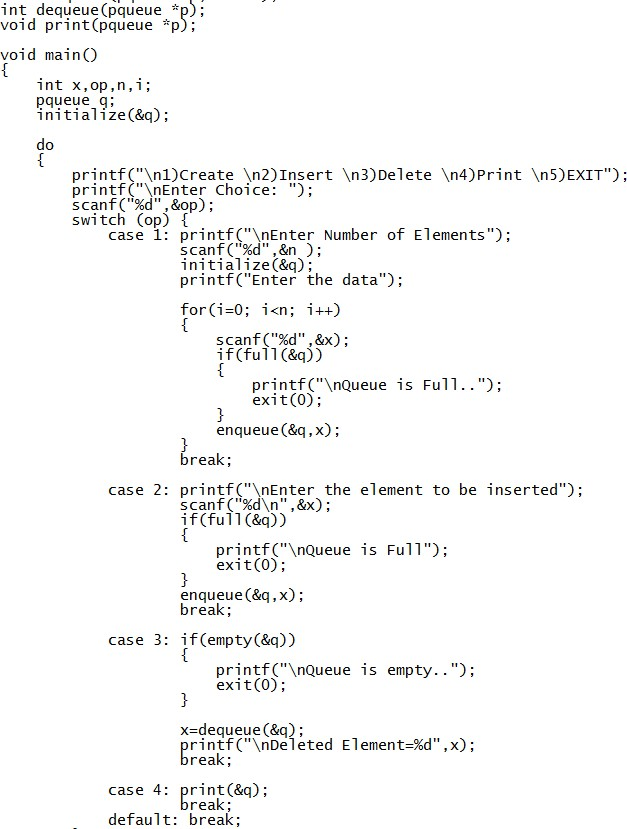 int dequeue(pqueue *p);
void print(pqueue *p);
void main()
{
int x,op,n,i;
pqueue q;
initialize(&q);
do
{
printf("\n1)Create \n2)Insert \n3)Delete \n4)Print \n5)EXIT");
printf("\nEnter Choice: ");
scanf("%d",&op);
switch (op) {
case 1: printf("\nEnter Number of Elements");
scanf("%d",&n );
initialize(&q);
printf("Enter the data");
for(i=0; i<n; i++)
{
scanf("%d",&x);
if(full(&q))
{
printf("\nQueue is Full..");
exit(0);
}
enqueue(&q,x);
}
break;
case 2: printf("\nEnter the element to be inserted");
scanf("%d\n",&x);
if(full(&q))
{
printf("\nQueue is Full");
exit(0);
}
enqueue(&q,x);
break;
case 3: if(empty(&q))
{
printf("\nQueue is empty..");
exit(0);
}
x=dequeue(&q);
printf("\nDeleted Element=%d",x);
break;
case 4: print(&q);
break;
default: break;